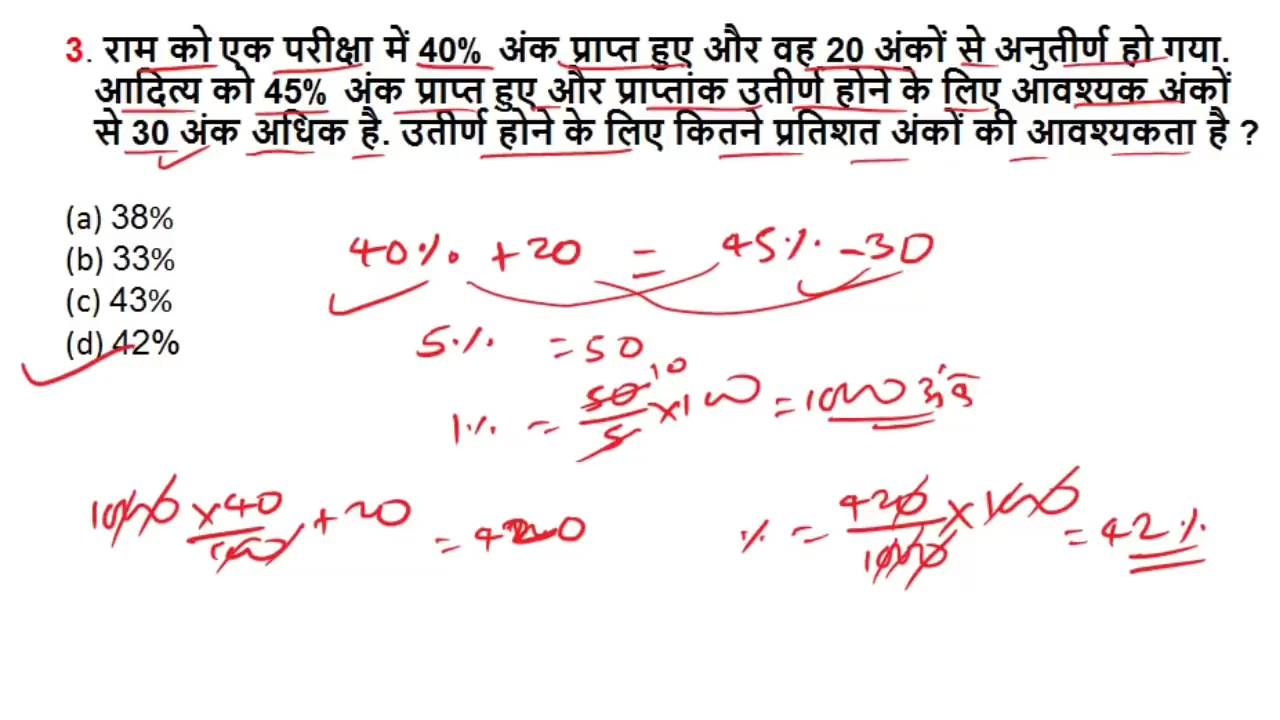 3. राम को एक परीक्षा में 40% अंक प्राप्त हुए और वह 20 अंकों से अनुतीर्ण हो गया.
आदित्य को 45% अंक प्राप्त हुए और प्राप्तांक उतीर्ण होने के लिए आवश्यक अंकों
से 30 अंक अधिक है. उतीर्ण होने के लिए कितने प्रतिशत अंकों की आवश्यकता है ?
(a) 38%
(b) 33%
(c) 43%
(d) 42%
40% + 20 = 45% - 30
5% = 50
1% = 50/5 10 × 100 = 1000 अंक
1000 × 40/100 + 20 = 420
% = 420/1000 × 100 = 42%